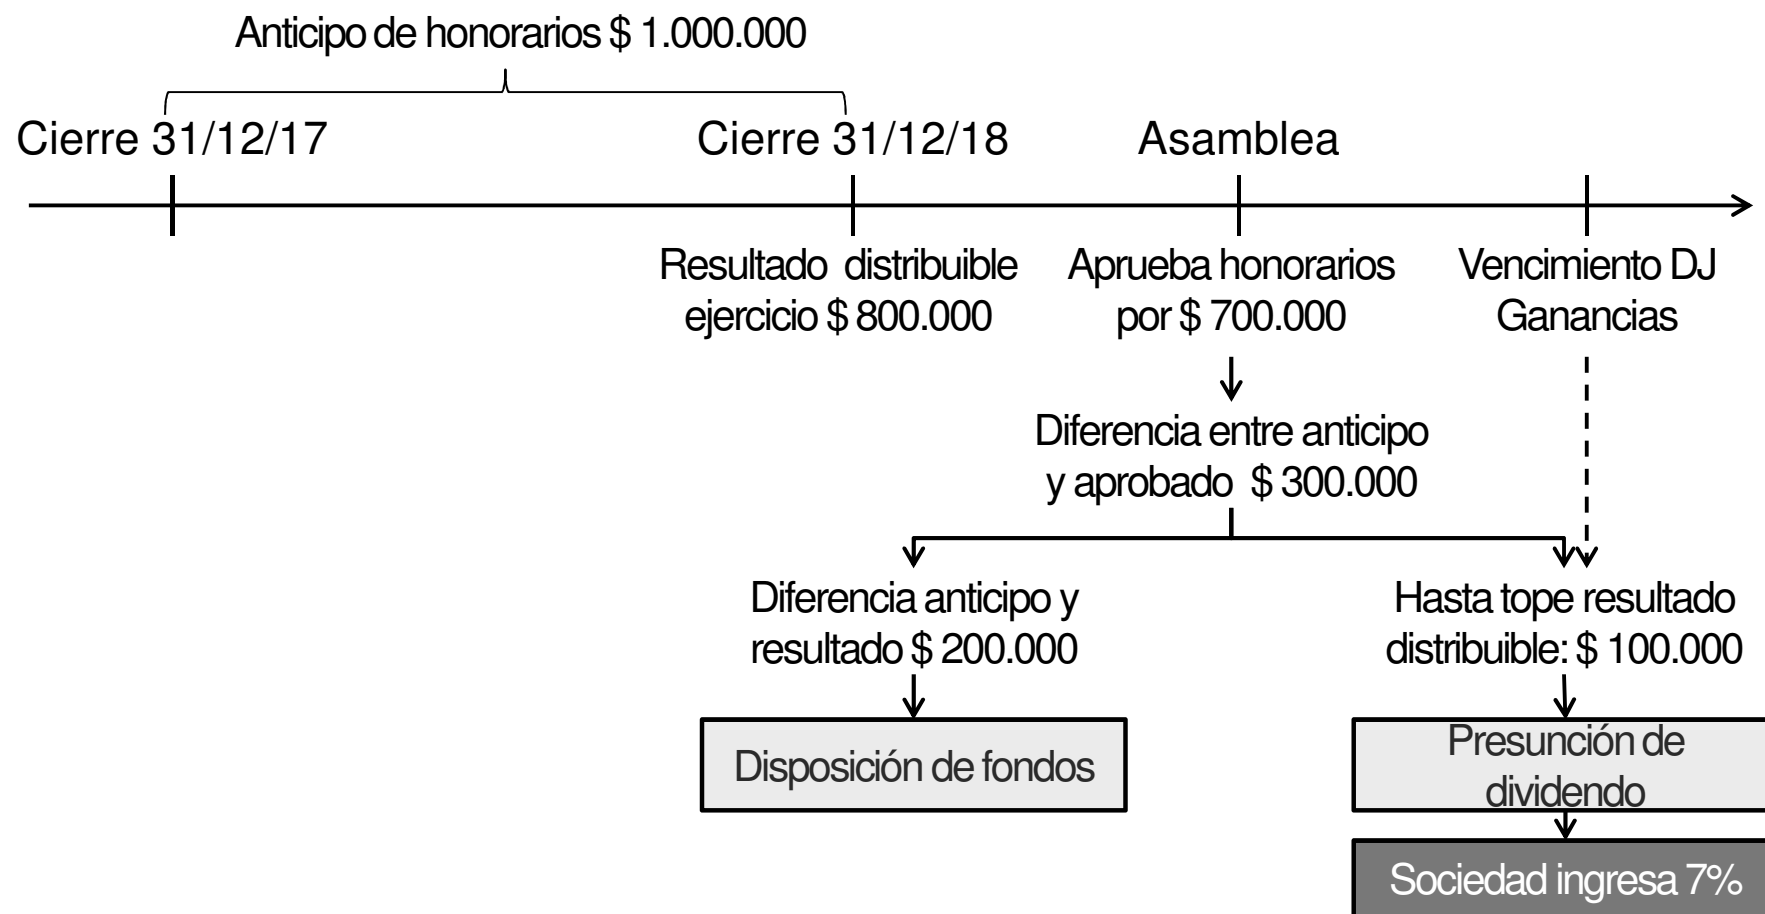 Anticipo de honorarios $ 1.000.000
Cierre 31/12/17
Cierre 31/12/18
Asamblea
Resultado distribuible
ejercicio $ 800.000
Aprueba honorarios
por $ 700.000
Vencimiento DJ
Ganancias
Diferencia entre anticipo
y aprobado $ 300.000
Diferencia anticipo y
resultado $ 200.000
Hasta tope resultado
distribuible: $ 100.000
Disposición de fondos
Presunción de
dividendo
Sociedad ingresa 7%